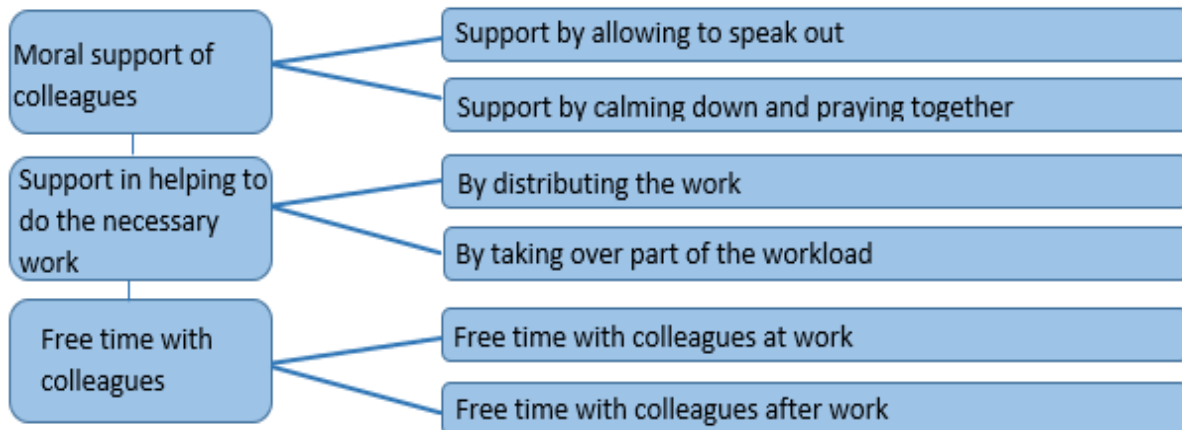 Moral support of
colleagues
Support by allowing to speak out
Support by calming down and praying together
Support in helping to
do the necessary
work
By distributing the work
By taking over part of the workload
Free time with
colleagues
Free time with colleagues at work
Free time with colleagues after work